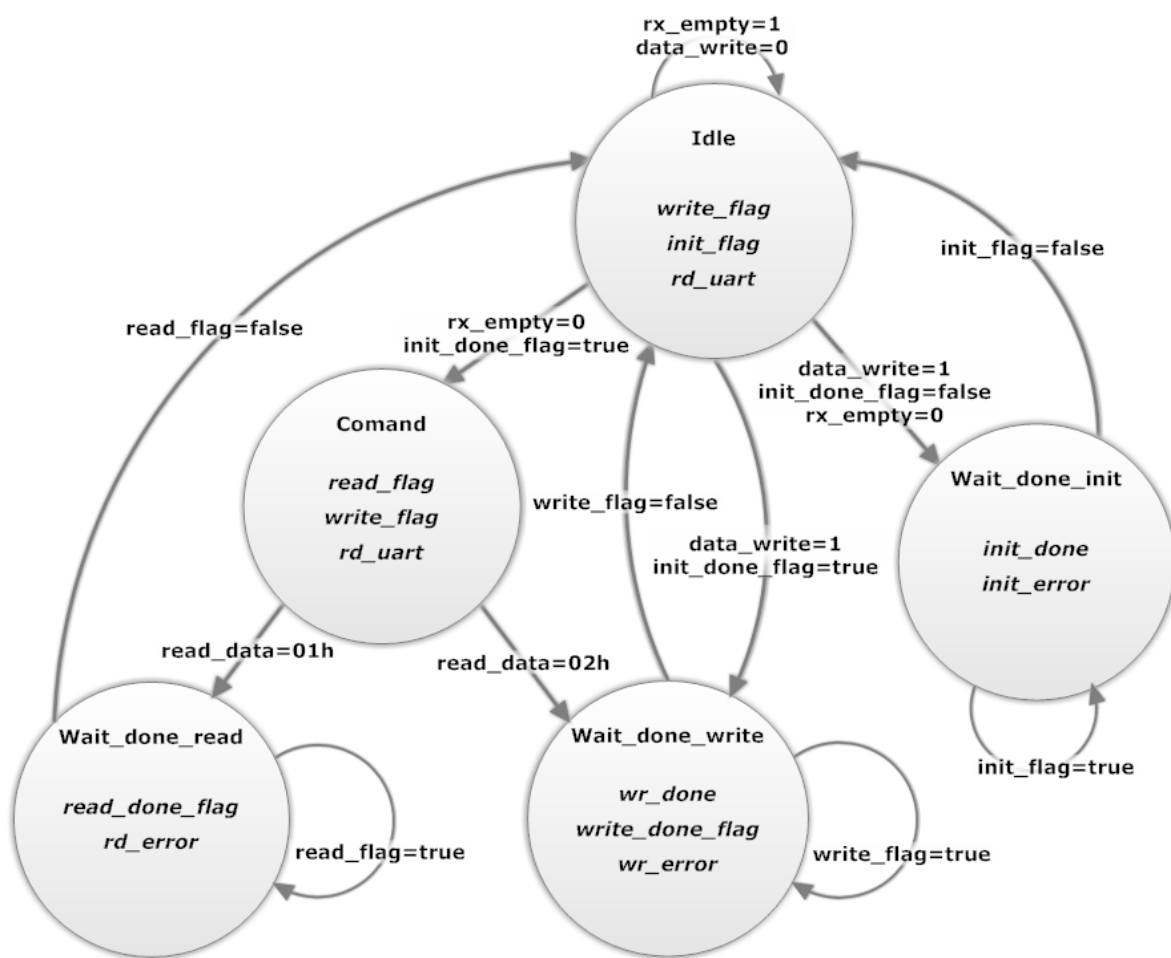 rx_empty=1
data_write=0
Idle
write_flag
init_flag
rd_uart
init_flag=false
read_flag=false
rx_empty=0
init_done_flag=true
data_write=1
init_done_flag=false
rx_empty=0
Comand
read_flag
write_flag
rd_uart
Wait_done_init
init_done
init_error
write_flag=false
data_write=1
init_done_flag=true
read_data=01h
read_data=02h
Wait_done_read
read_done_flag
rd_error
read_flag=true
Wait_done_write
wr_done
write_done_flag
wr_error
write_flag=true
init_flag=true